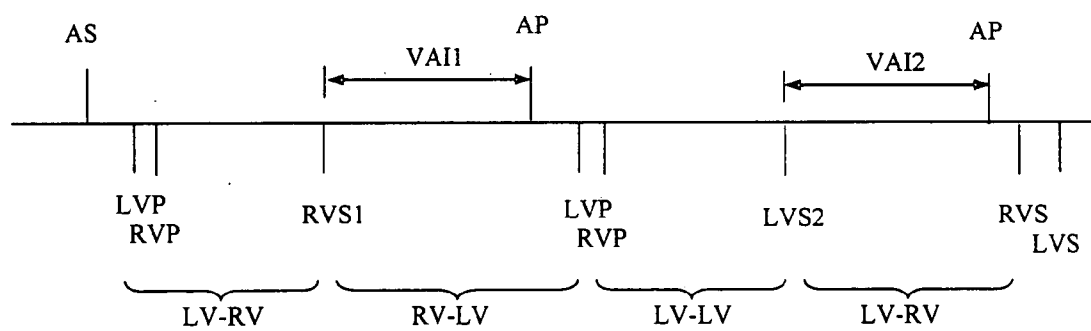 AS
AP
AP
VAI1
VAI2
LVP
RVP
RVS1
LVP
RVP
LVS2
RVS
LVS
LV-RV
RV-LV
LV-LV
LV-RV